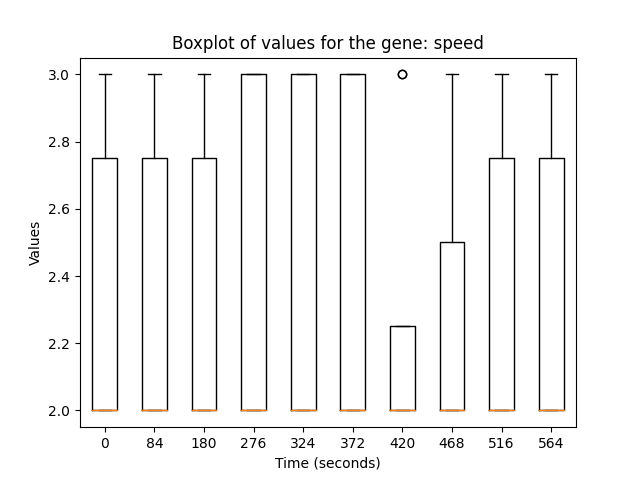 Boxplot of values for the gene: speed
3.0
2.8
2.6
2.4
2.2
2.0
Values
0 84 180 276 324 372 420 468 516 564
Time (seconds)